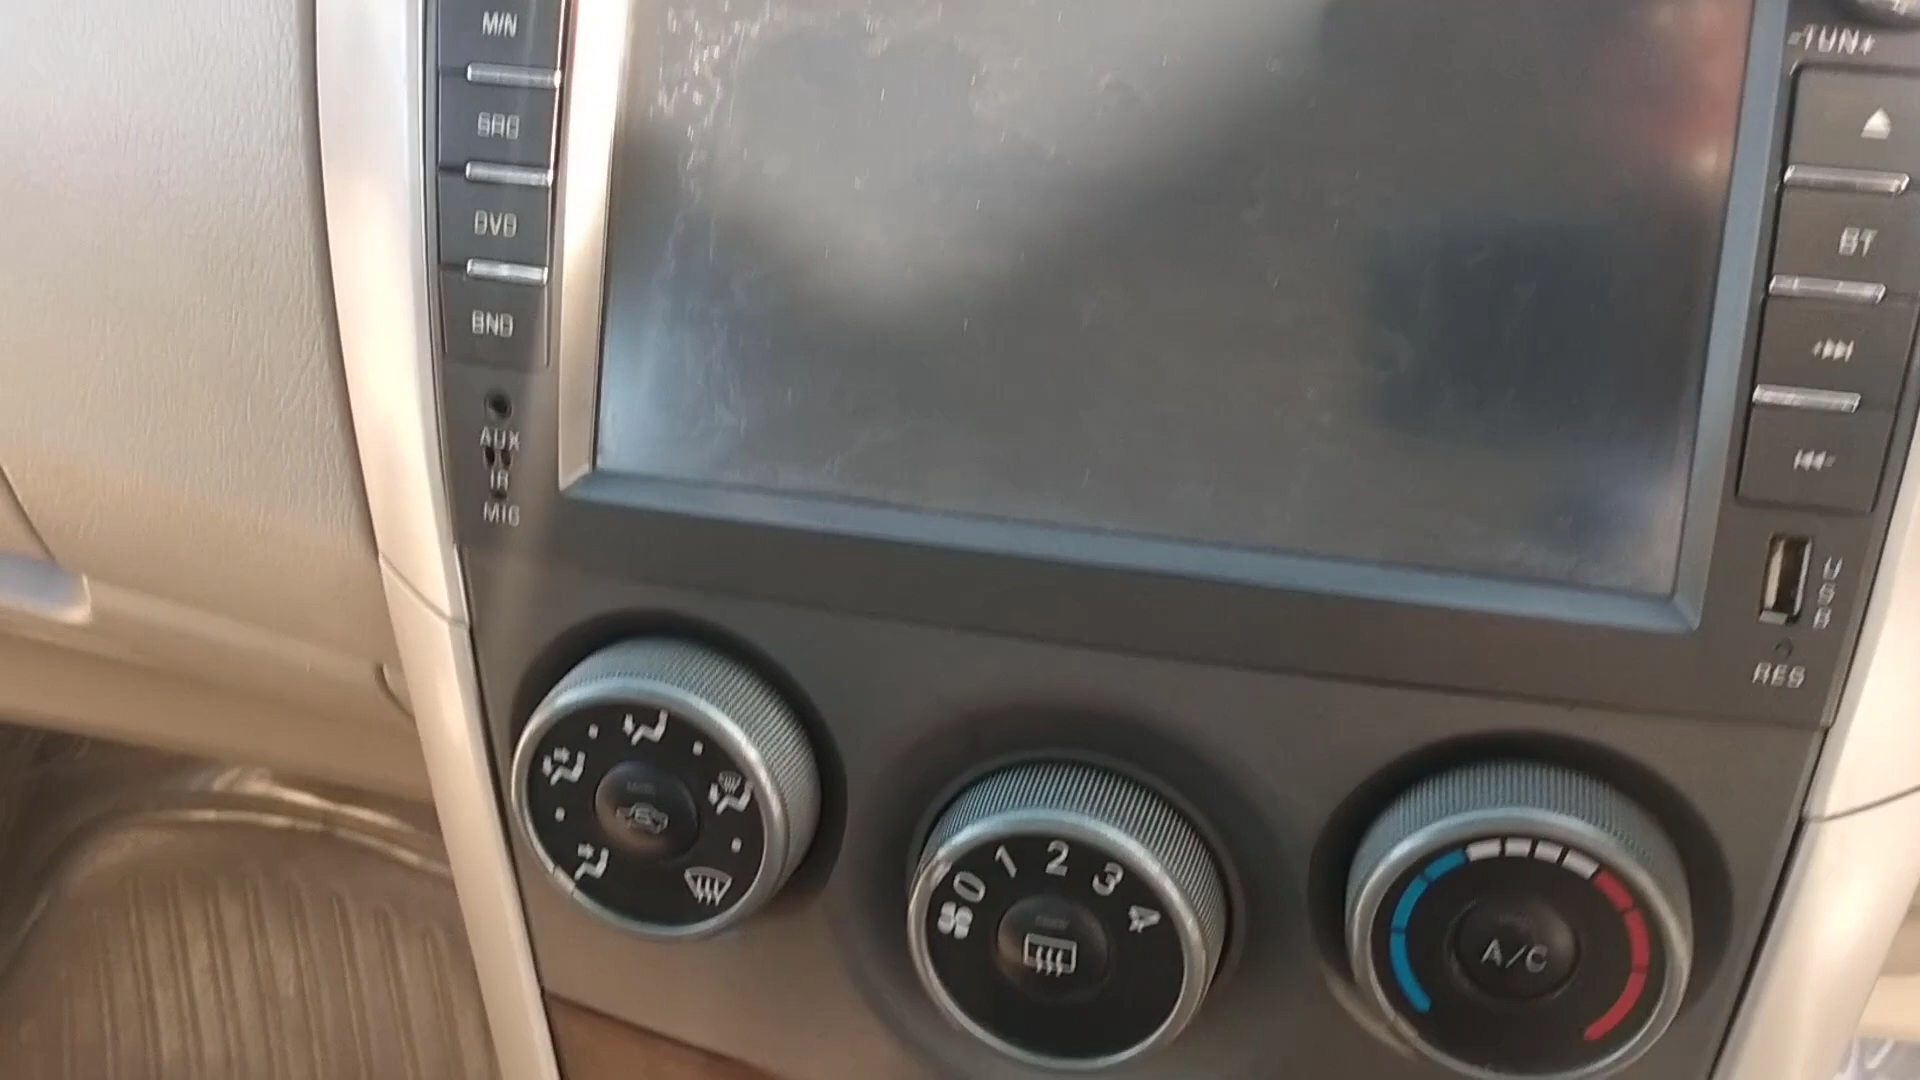 M/N
SRC
DVD
BND
AUX
IR
MIC
-TUN+
BT
USB
RES
0 1 2 3 4
A/C